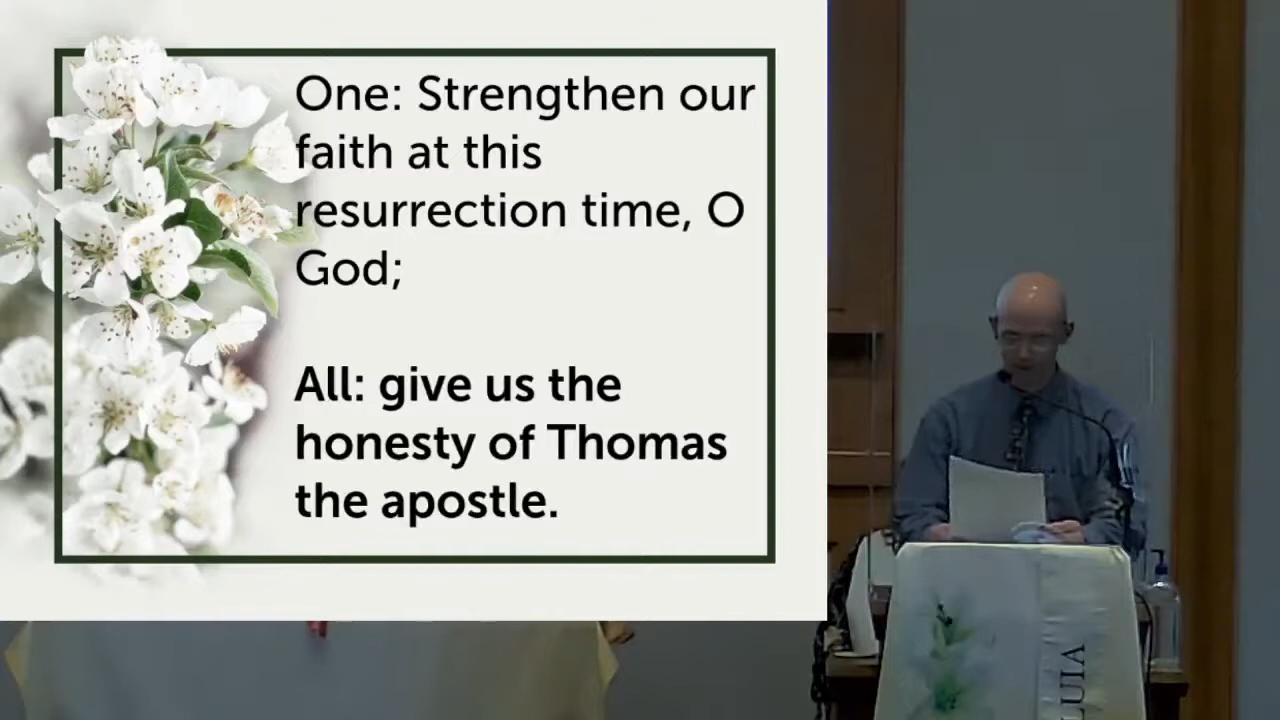 One: Strengthen our
faith at this
resurrection time, O
God;
All: give us the
honesty of Thomas
the apostle.